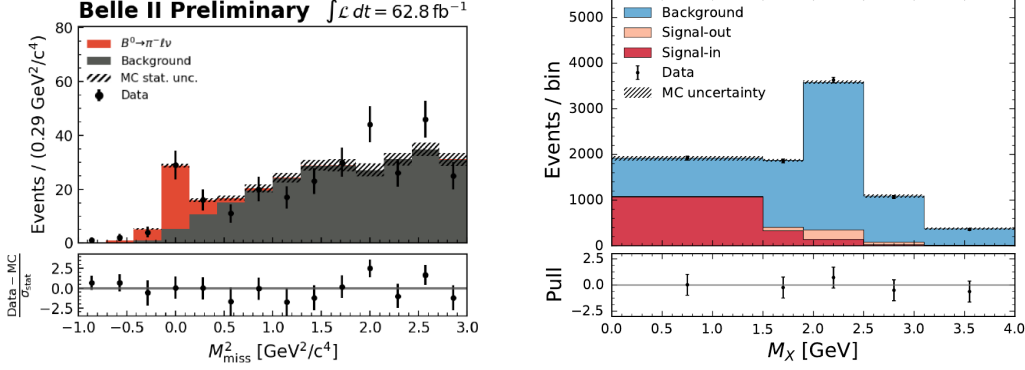 Belle II Preliminary ∫ℒ dt = 62.8 fb⁻¹
80
60
40
20
0
Events / (0.29 GeV²/c⁴)
B⁰→π⁻ℓν
Background
MC stat. unc.
Data
2.5
0.0
−2.5
Data − MC
σstat
−1.0 −0.5 0.0 0.5 1.0 1.5 2.0 2.5 3.0
M²miss [GeV²/c⁴]
5000
4000
3000
2000
1000
0
Events / bin
Background
Signal-out
Signal-in
Data
MC uncertainty
2.5
0.0
−2.5
Pull
0.0 0.5 1.0 1.5 2.0 2.5 3.0 3.5 4.0
M_X [GeV]